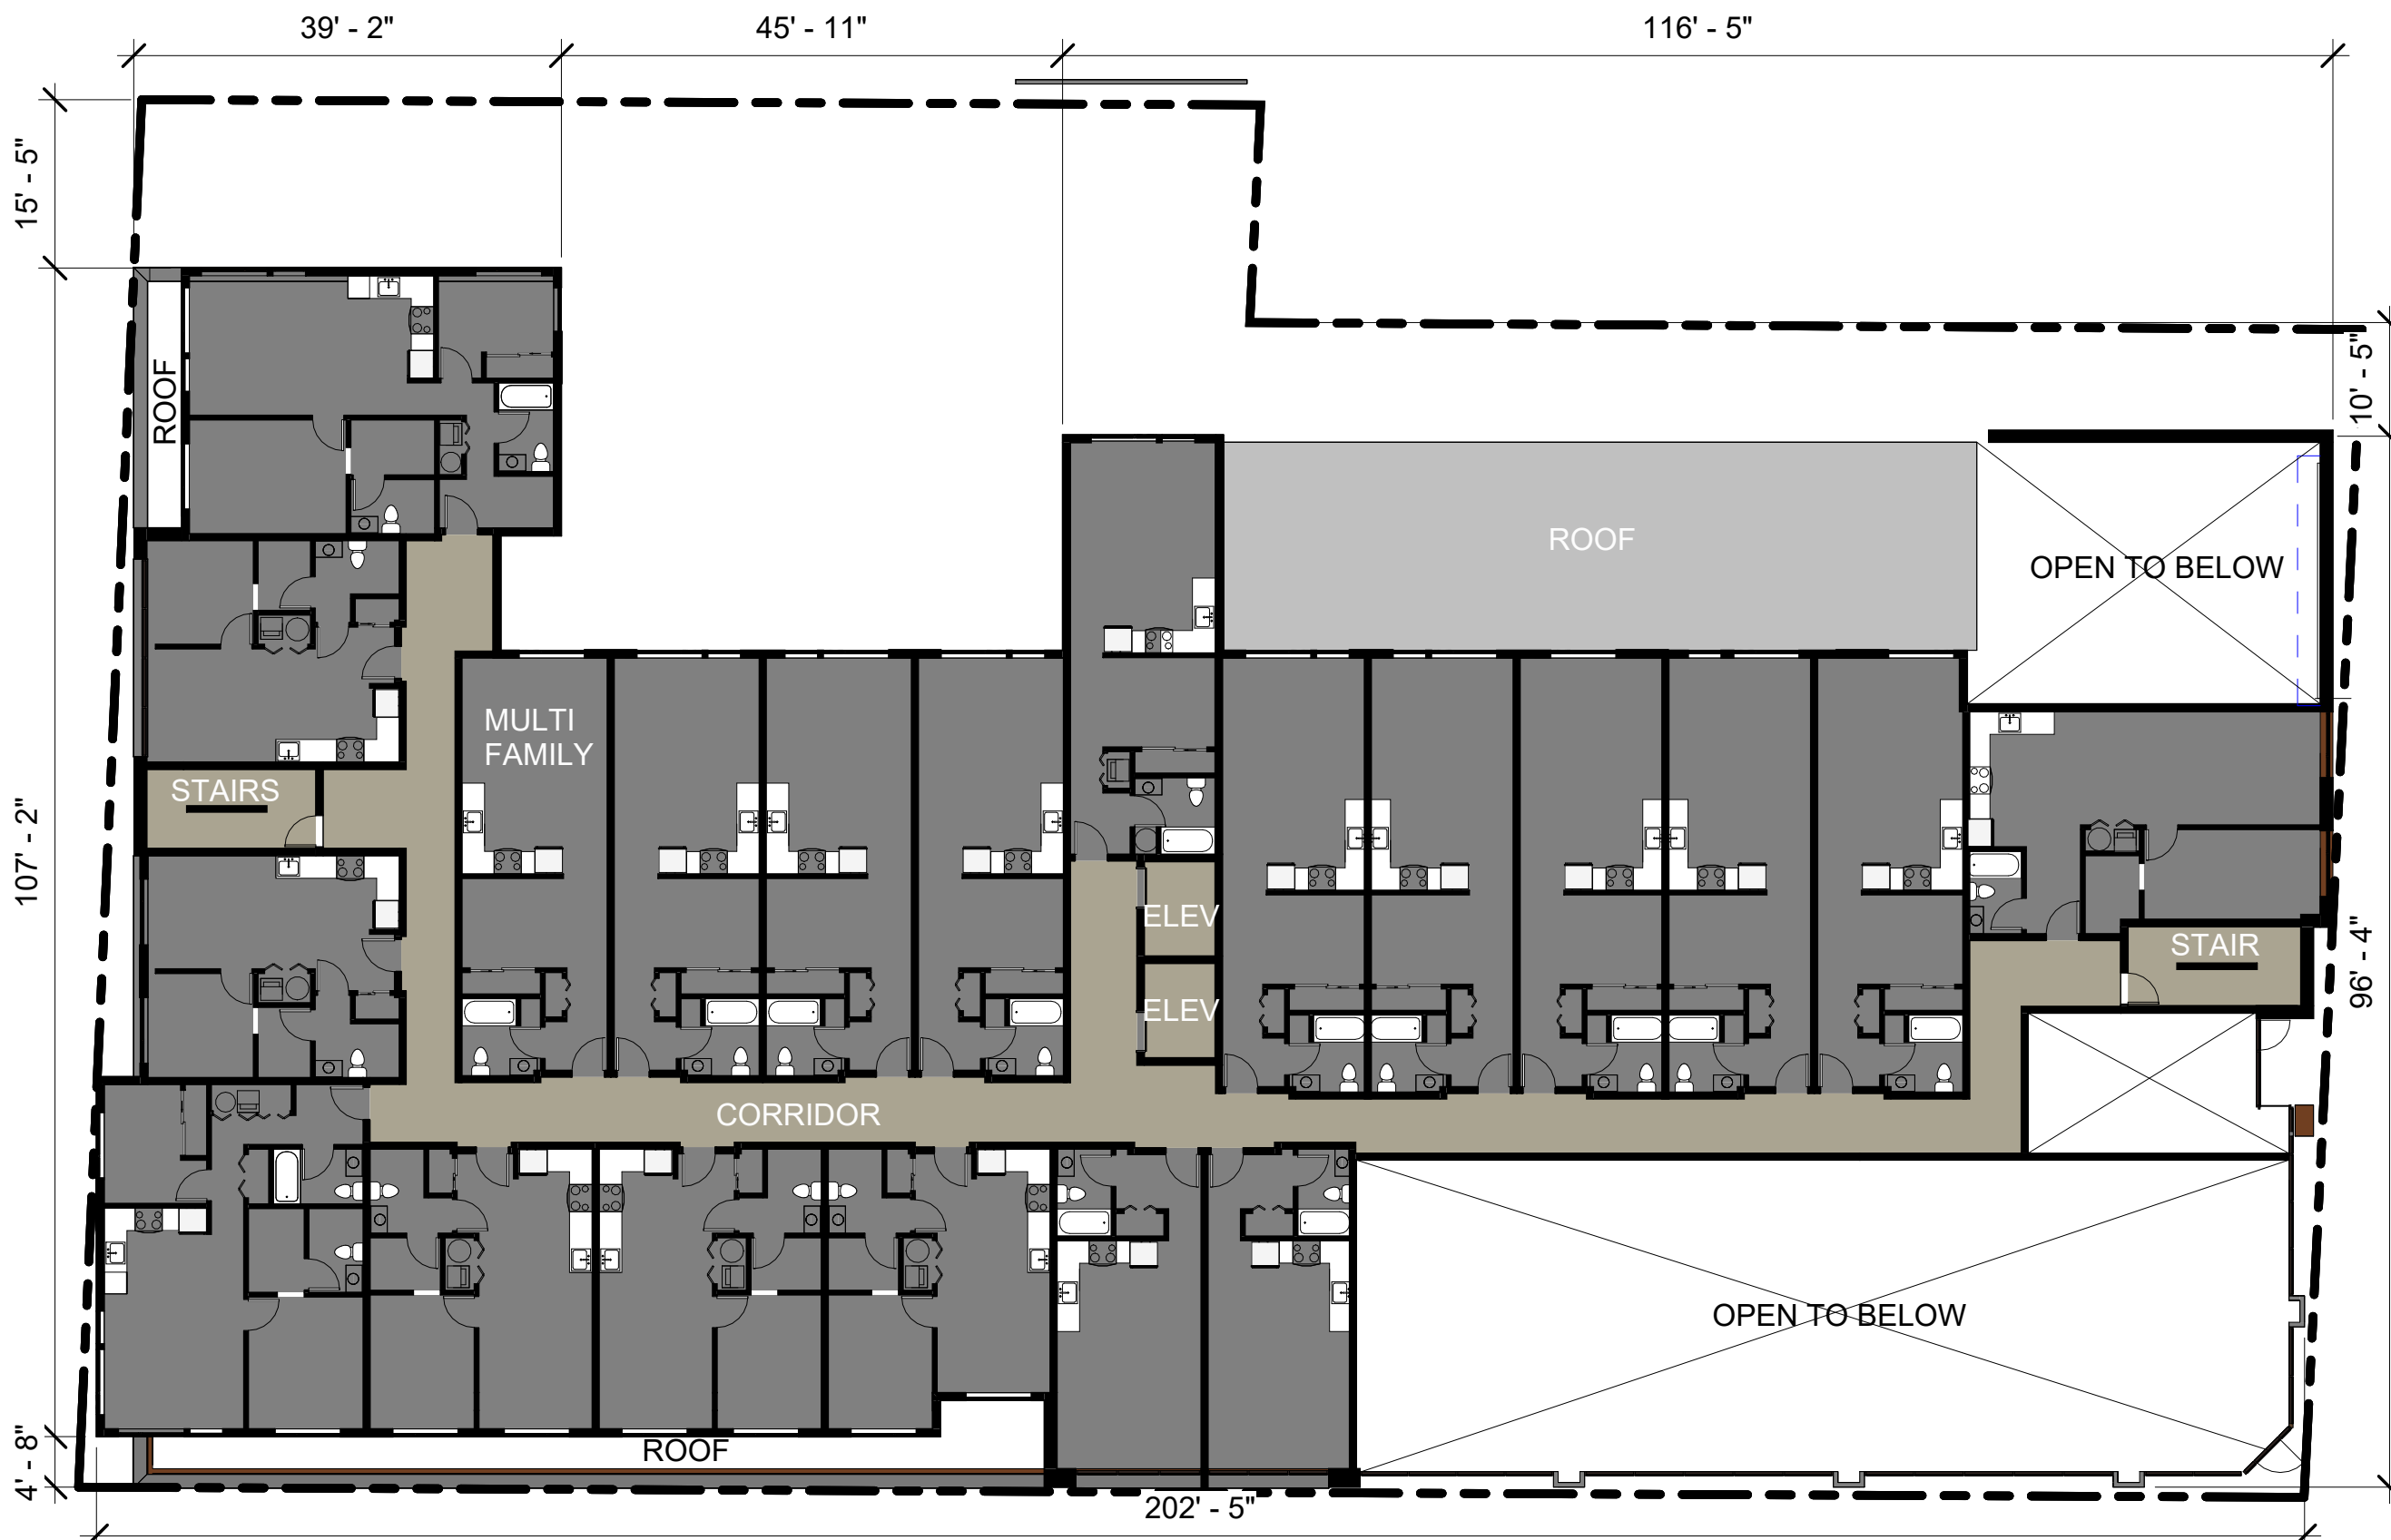 39' - 2"
45' - 11"
116' - 5"
15' - 5"
10' - 5"
ROOF
ROOF
OPEN TO BELOW
MULTI
FAMILY
STAIRS
107' - 2"
ELEV
STAIR
96' - 4"
ELEV
CORRIDOR
OPEN TO BELOW
4' - 8"
ROOF
202' - 5"